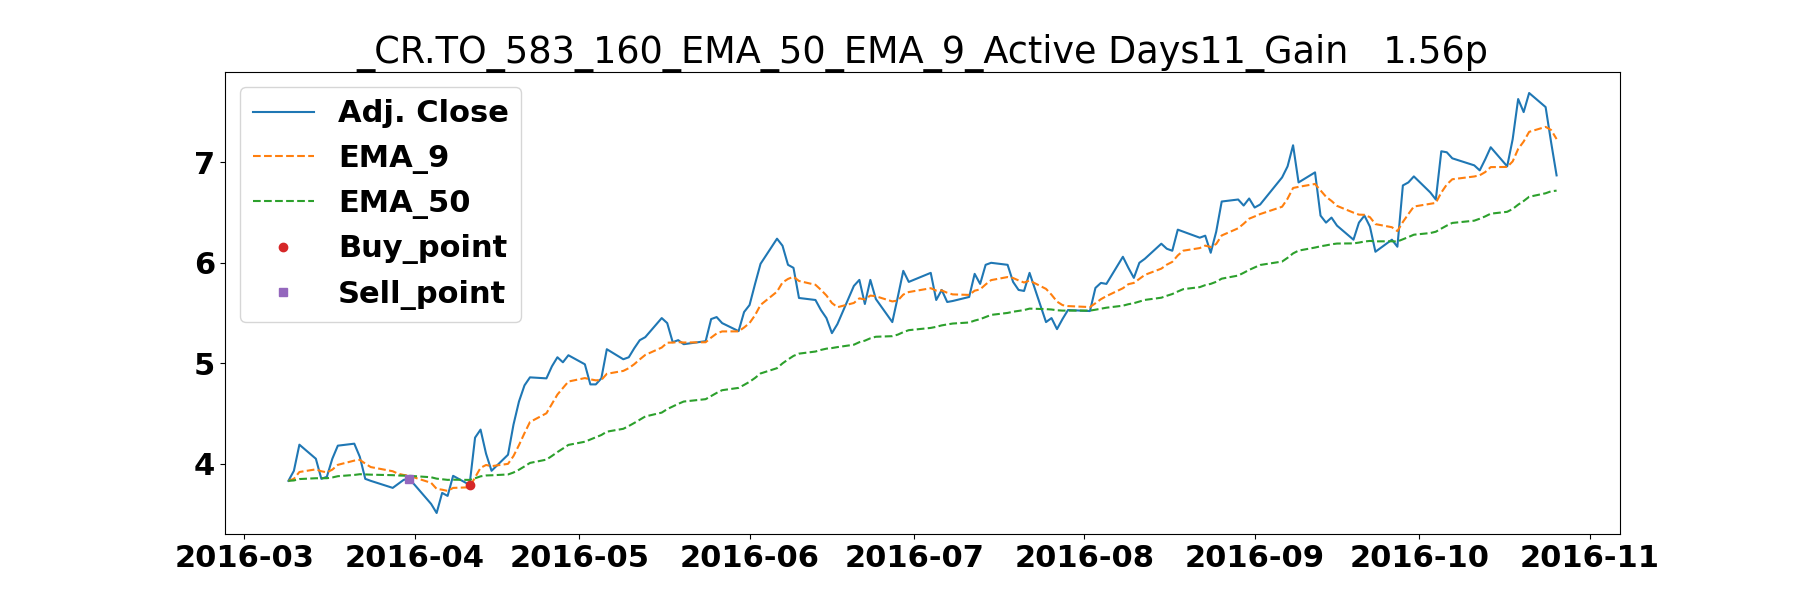 _CR.TO_583_160_EMA_50_EMA_9_Active Days11_Gain   1.56p
Adj. Close
EMA_9
EMA_50
Buy_point
Sell_point
7
6
5
4
2016-03 2016-04 2016-05 2016-06 2016-07 2016-08 2016-09 2016-10 2016-11